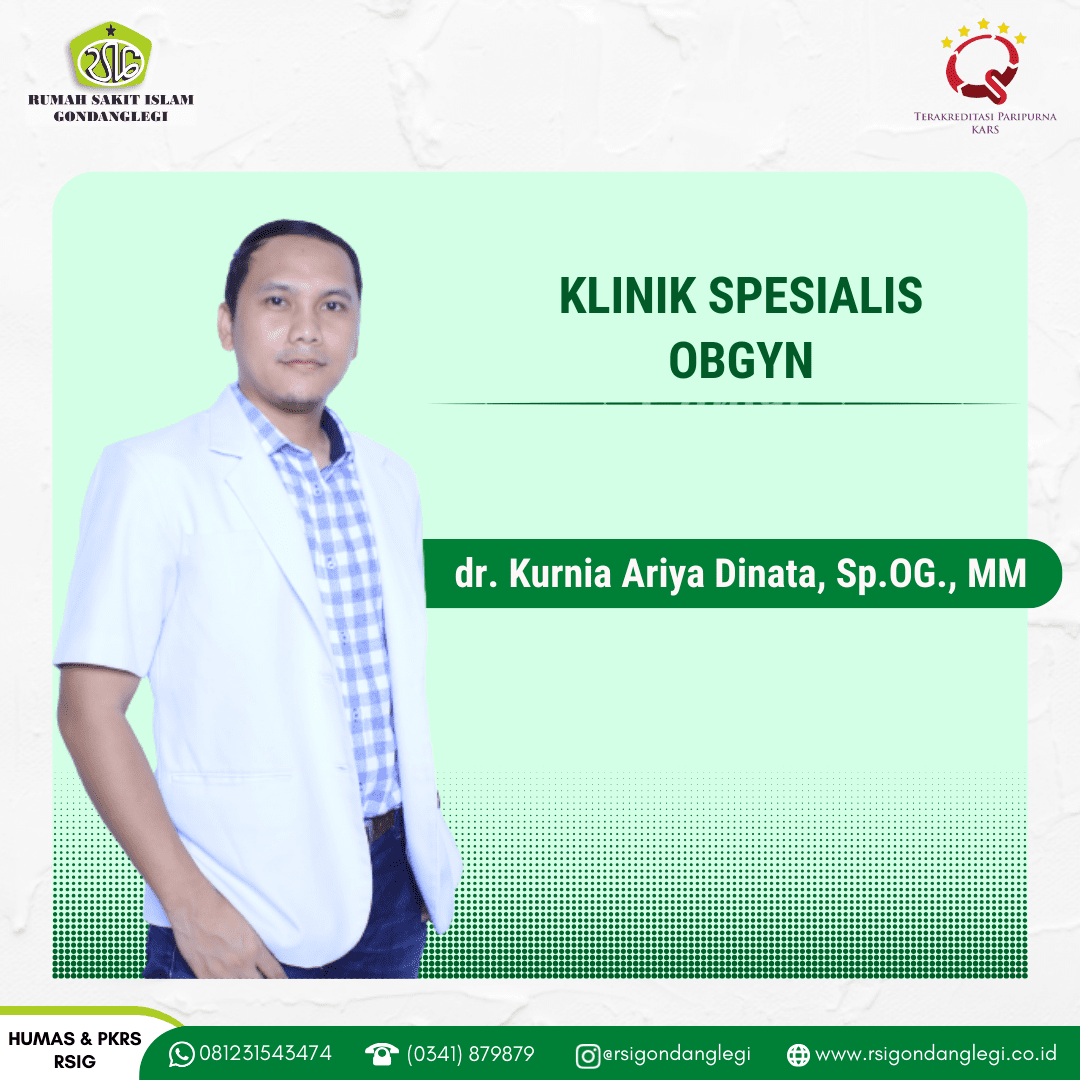 RSIG
RUMAH SAKIT ISLAM
GONDANGLEGI
TERAKREDITASI PARIPURNA
KARS
KLINIK SPESIALIS
OBGYN
dr. Kurnia Ariya Dinata, Sp.OG., MM
HUMAS & PKRS
RSIG
081231543474
(0341) 879879
@rsigondanglegi
www.rsigondanglegi.co.id